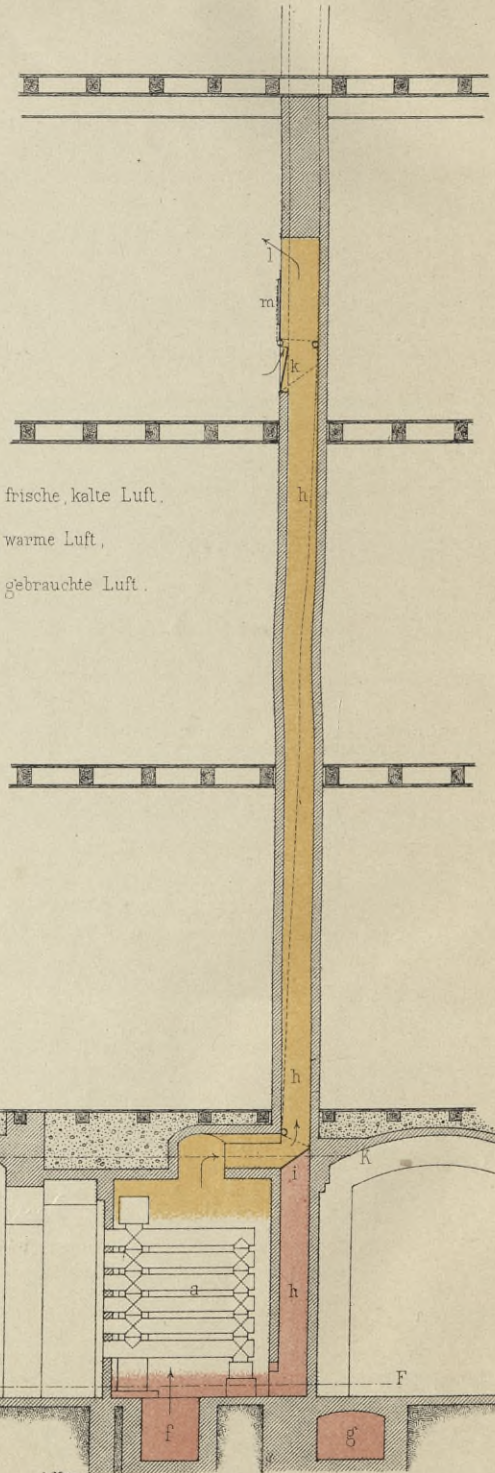 l
m
k
h
frische, kalte Luft.
warme Luft,
gebrauchte Luft.
h
i
K
a
h
F
f
g